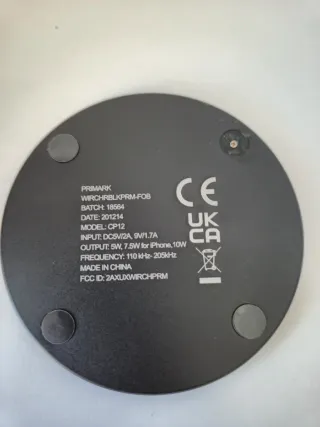 PRIMARK
WIRCHRBLKPRM-FOB
BATCH: 18564
DATE: 201214
MODEL: CP12
INPUT: DC5V/2A, 9V/1.7A
OUTPUT: 5W, 7.5W for iPhone,10W
FREQUENCY: 110 kHz- 205kHz
MADE IN CHINA
FCC ID: 2AXUXWIRCHPRM
CE
UK
CA